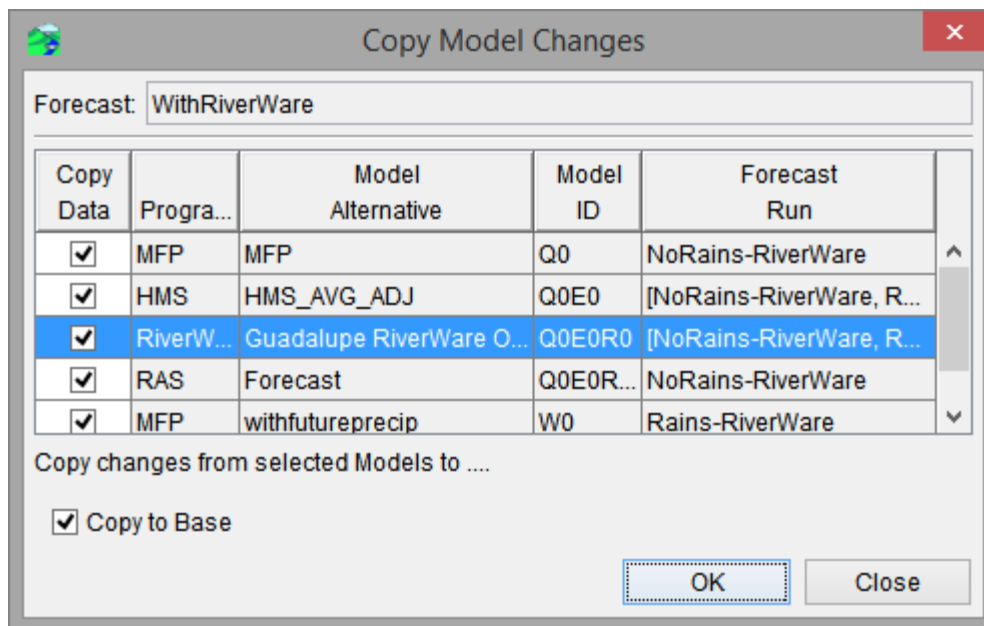 Copy Model Changes
Forecast: WithRiverWare
Copy Data Progra... Model Alternative Model ID Forecast Run
MFP MFP Q0 NoRains-RiverWare
HMS HMS_AVG_ADJ Q0E0 [NoRains-RiverWare, R...
RiverW... Guadalupe RiverWare O... Q0E0R0 [NoRains-RiverWare, R...
RAS Forecast Q0E0R... NoRains-RiverWare
MFP withfutureprecip W0 Rains-RiverWare
Copy changes from selected Models to ....
Copy to Base
OK Close